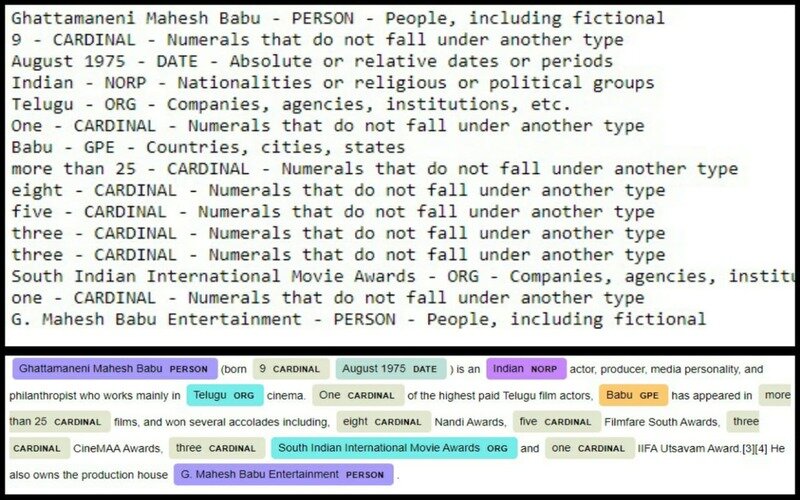 Ghattamaneni Mahesh Babu - PERSON - People, including fictional
9 - CARDINAL - Numerals that do not fall under another type
August 1975 - DATE - Absolute or relative dates or periods
Indian - NORP - Nationalities or religious or political groups
Telugu - ORG - Companies, agencies, institutions, etc.
One - CARDINAL - Numerals that do not fall under another type
Babu - GPE - Countries, cities, states
more than 25 - CARDINAL - Numerals that do not fall under another type
eight - CARDINAL - Numerals that do not fall under another type
five - CARDINAL - Numerals that do not fall under another type
three - CARDINAL - Numerals that do not fall under another type
three - CARDINAL - Numerals that do not fall under another type
South Indian International Movie Awards - ORG - Companies, agencies, institu
one - CARDINAL - Numerals that do not fall under another type
G. Mahesh Babu Entertainment - PERSON - People, including fictional
Ghattamaneni Mahesh Babu PERSON (born 9 CARDINAL August 1975 DATE ) is an Indian NORP actor, producer, media personality, and
philanthropist who works mainly in Telugu ORG cinema. One CARDINAL of the highest paid Telugu film actors, Babu GPE has appeared in more
than 25 CARDINAL films, and won several accolades including, eight CARDINAL Nandi Awards, five CARDINAL Filmfare South Awards, three
CARDINAL CineMAA Awards, three CARDINAL South Indian International Movie Awards ORG and one CARDINAL IIFA Utsavam Award.[3][4] He
also owns the production house G. Mahesh Babu Entertainment PERSON .